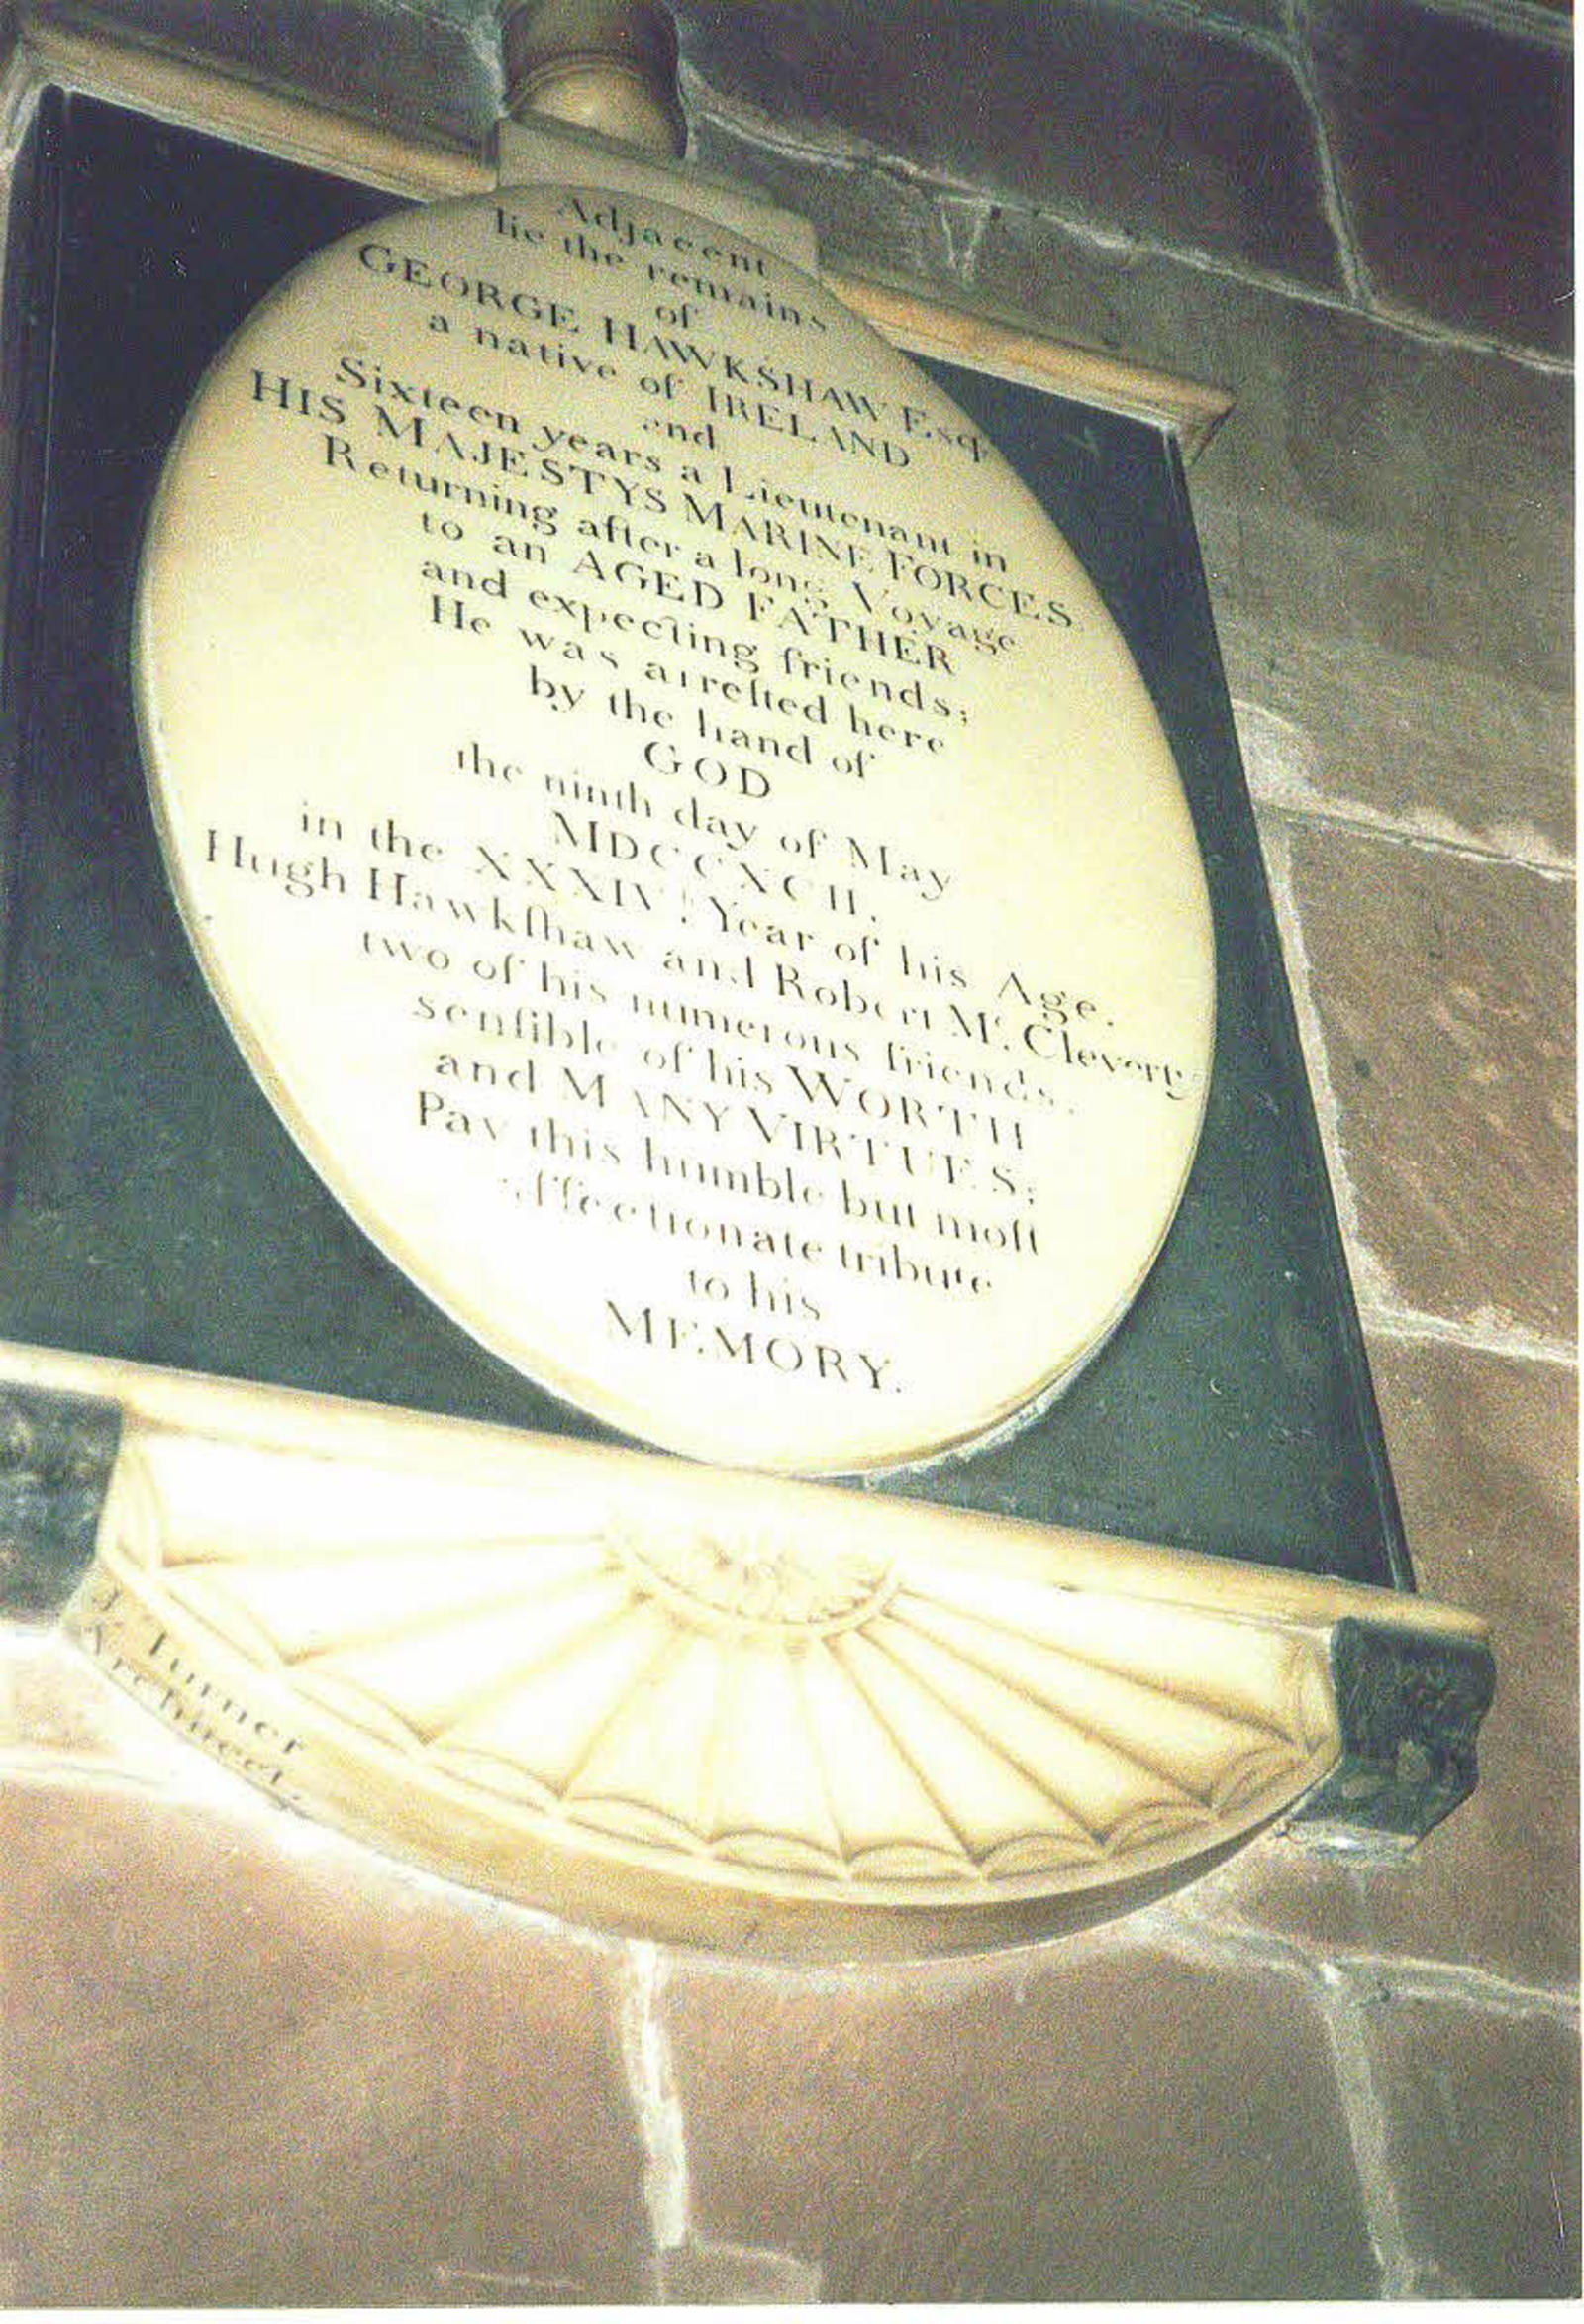 Adjacent
lie the remains
of
GEORGE HAWKSHAW Esq
a native of IRELAND
and
Sixteen years a Lieutenant in
HIS MAJESTYS MARINE FORCES
Returning after a long Voyage
to an AGED FATHER
and expecting friends;
He was arreſted here
by the hand of
GOD
the ninth day of May
MDCCXCII.
in the XXXIV Year of his Age.
Hugh Hawkſhaw and Robert Mc. Cleverty
two of his numerous friends.
senſible of his WORTH
and MANY VIRTUES;
Pay this humble but moſt
affectionate tribute
to his
MEMORY.
Turner
Architect.